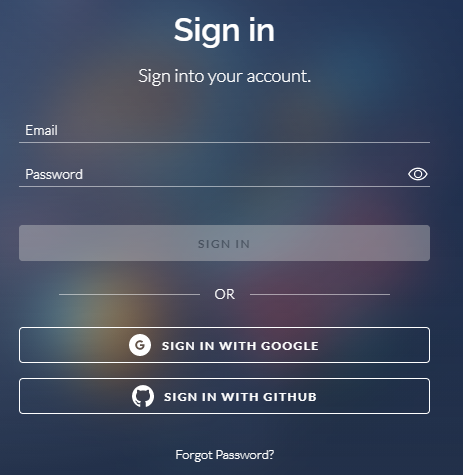 Sign in
Sign into your account.
Email
Password
SIGN IN
OR
G SIGN IN WITH GOOGLE
SIGN IN WITH GITHUB
Forgot Password?